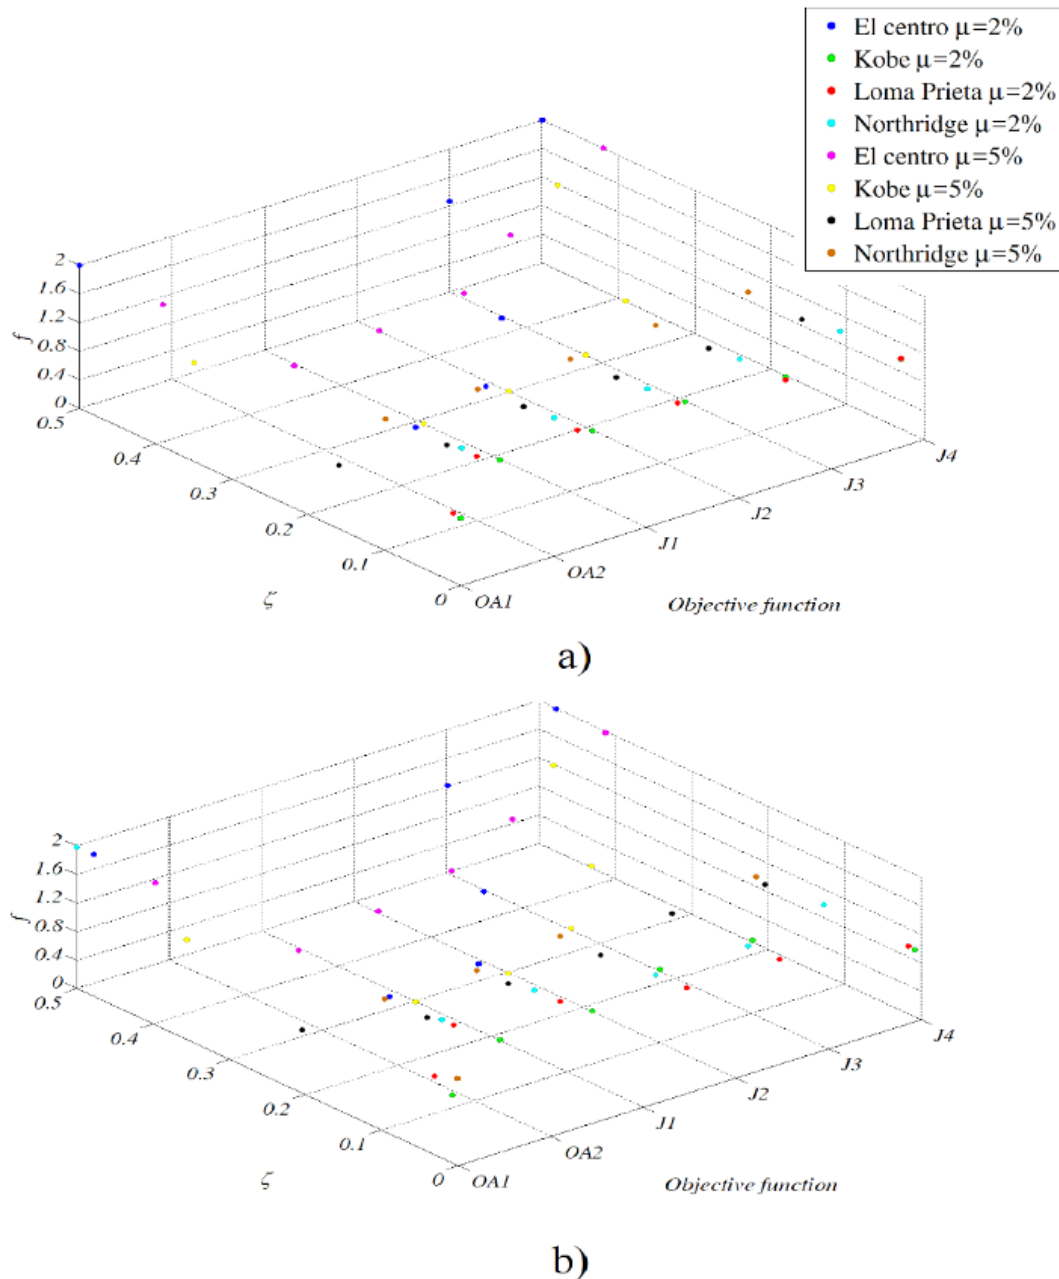 El centro μ=2%
Kobe μ=2%
Loma Prieta μ=2%
Northridge μ=2%
El centro μ=5%
Kobe μ=5%
Loma Prieta μ=5%
Northridge μ=5%
2
1.6
1.2
0.8
0.4
0
f
0.5
0.4
0.3
0.2
0.1
0
ζ
OA1
OA2
J1
J2
J3
J4
Objective function
a)
2
1.6
1.2
0.8
0.4
0
f
0.5
0.4
0.3
0.2
0.1
0
ζ
OA1
OA2
J1
J2
J3
J4
Objective function
b)